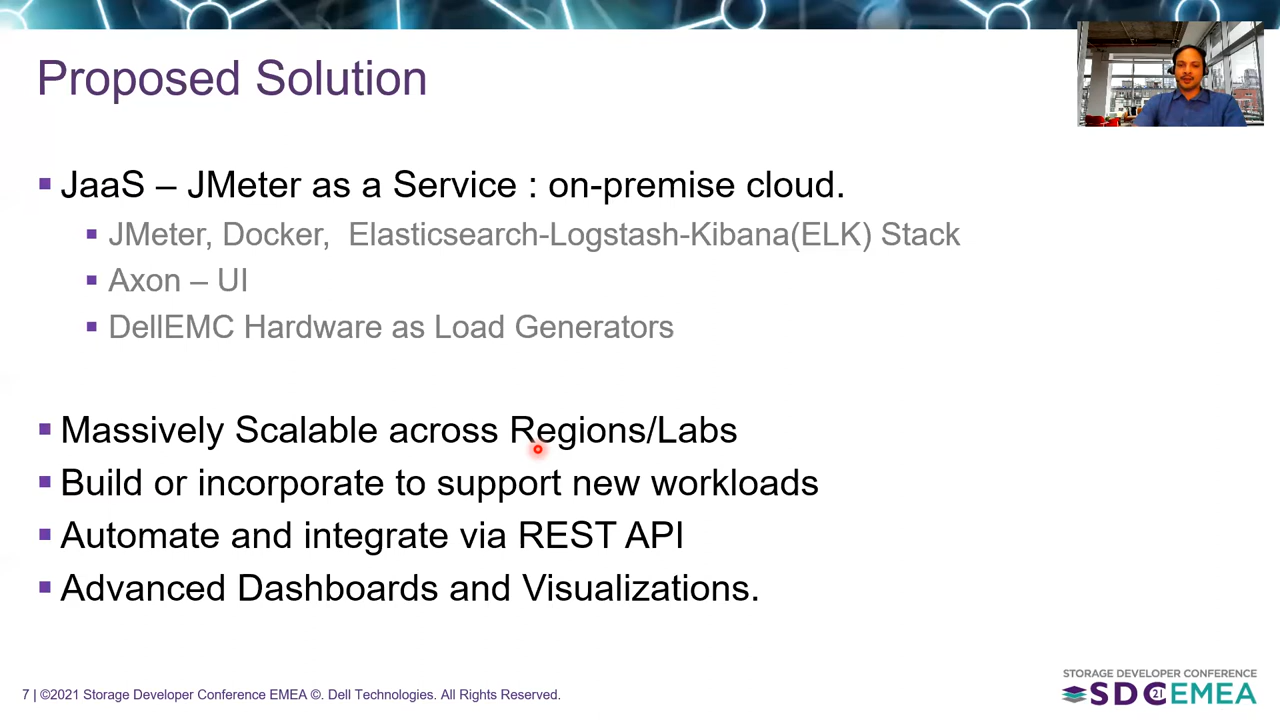 Proposed Solution
JaaS – JMeter as a Service : on-premise cloud.
JMeter, Docker,  Elasticsearch-Logstash-Kibana(ELK) Stack
Axon – UI
DellEMC Hardware as Load Generators
Massively Scalable across Regions/Labs
Build or incorporate to support new workloads
Automate and integrate via REST API
Advanced Dashboards and Visualizations.
7 | ©2021 Storage Developer Conference EMEA ©. Dell Technologies. All Rights Reserved.
STORAGE DEVELOPER CONFERENCE
SDC 21 EMEA